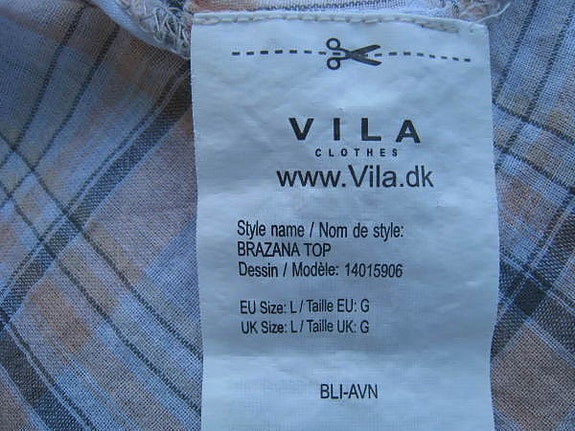 VILA
CLOTHES
www.Vila.dk
Style name / Nom de style:
BRAZANA TOP
Dessin / Modèle: 14015906
EU Size: L / Taille EU: G
UK Size: L / Taille UK: G
BLI-AVN